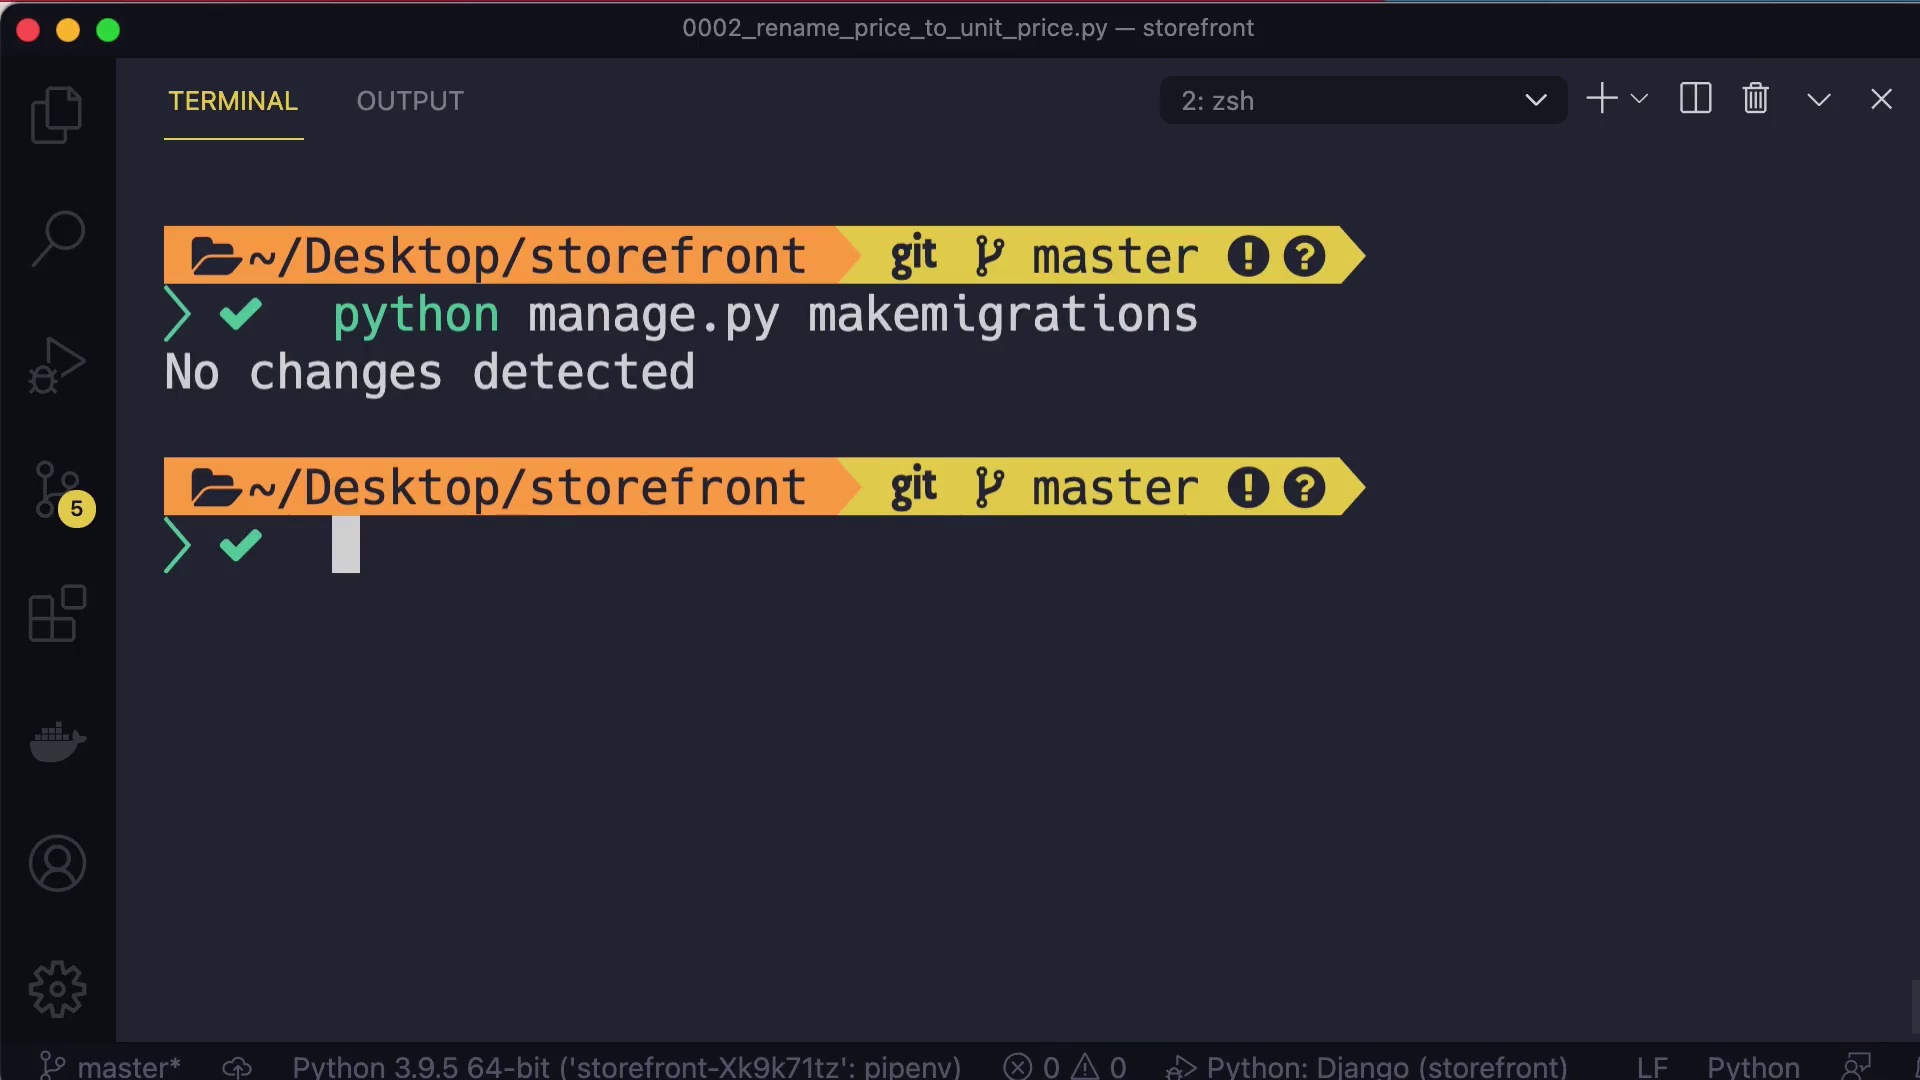 0002_rename_price_to_unit_price.py — storefront
TERMINAL OUTPUT 2: zsh
~/Desktop/storefront git master
python manage.py makemigrations
No changes detected
~/Desktop/storefront git master
5
master* Python 3.9.5 64-bit ('storefront-Xk9k71tz': pipenv) 0 0 Python: Django (storefront) LF Python